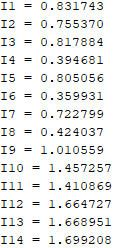 I1 = 0.831743
I2 = 0.755370
I3 = 0.817884
I4 = 0.394681
I5 = 0.805056
I6 = 0.359931
I7 = 0.722799
I8 = 0.424037
I9 = 1.010559
I10 = 1.457257
I11 = 1.410869
I12 = 1.664727
I13 = 1.668951
I14 = 1.699208